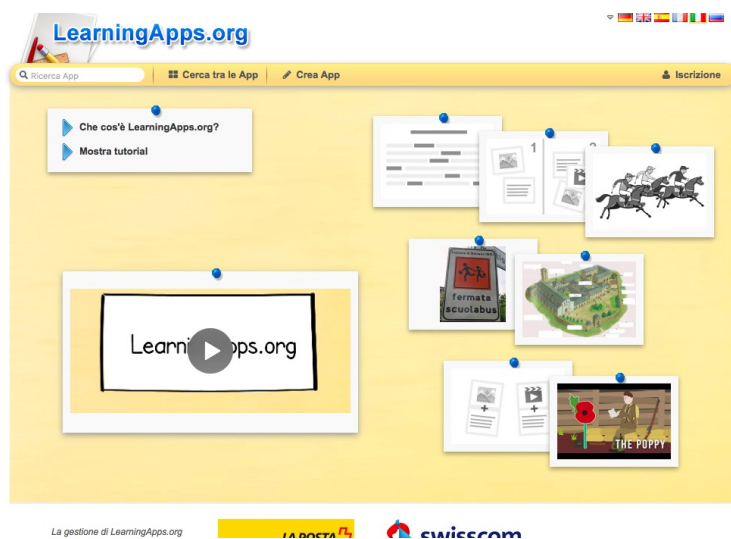 LearningApps.org
Ricerca App
Cerca tra le App
Crea App
Iscrizione
Che cos'è LearningApps.org?
Mostra tutorial
1
2
fermata
scuolabus
THE POPPY
La gestione di LearningApps.org
LA POSTA
swisscom